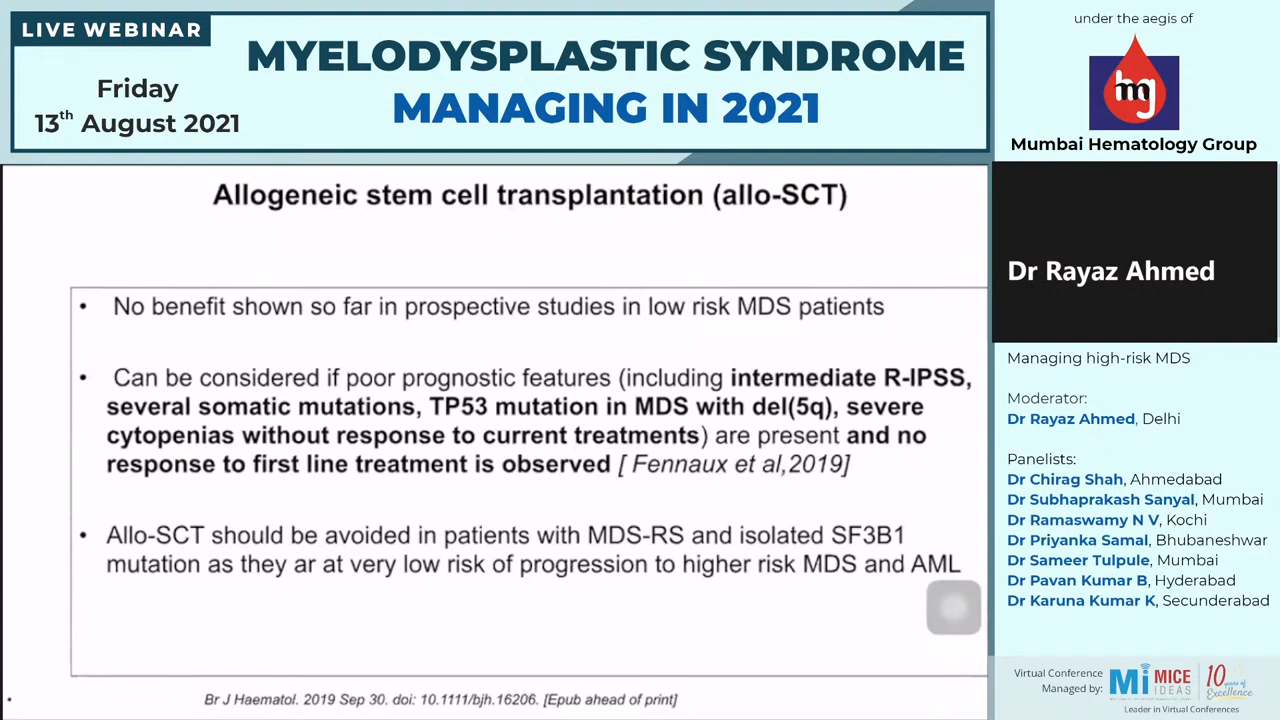 LIVE WEBINAR
Friday
13th August 2021
MYELODYSPLASTIC SYNDROME
MANAGING IN 2021
under the aegis of
hmg
Mumbai Hematology Group
Allogeneic stem cell transplantation (allo-SCT)
• No benefit shown so far in prospective studies in low risk MDS patients
• Can be considered if poor prognostic features (including intermediate R-IPSS,
several somatic mutations, TP53 mutation in MDS with del(5q), severe
cytopenias without response to current treatments) are present and no
response to first line treatment is observed [ Fennaux et al,2019]
• Allo-SCT should be avoided in patients with MDS-RS and isolated SF3B1
mutation as they ar at very low risk of progression to higher risk MDS and AML
• Br J Haematol. 2019 Sep 30. doi: 10.1111/bjh.16206. [Epub ahead of print]
Dr Rayaz Ahmed
Managing high-risk MDS
Moderator:
Dr Rayaz Ahmed, Delhi
Panelists:
Dr Chirag Shah, Ahmedabad
Dr Subhaprakash Sanyal, Mumbai
Dr Ramaswamy N V, Kochi
Dr Priyanka Samal, Bhubaneshwar
Dr Sameer Tulpule, Mumbai
Dr Pavan Kumar B, Hyderabad
Dr Karuna Kumar K, Secunderabad
Virtual Conference
Managed by:
Mi MICE
IDEAS
10 years of
Excellence
Leader in Virtual Conferences